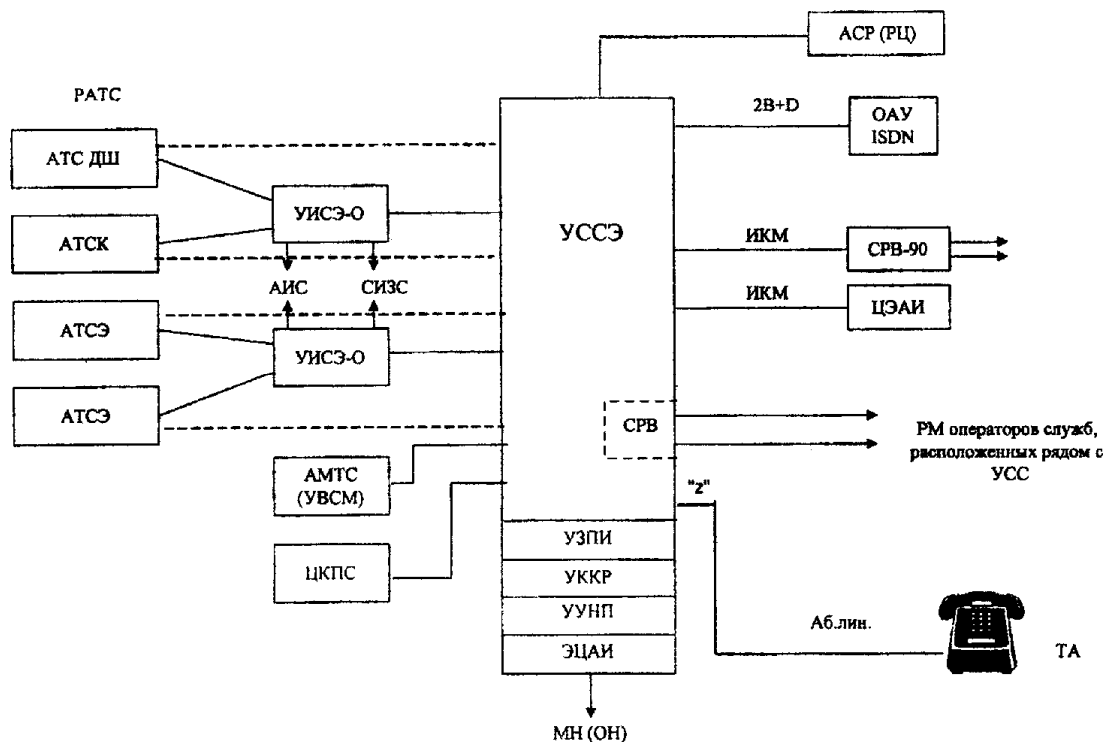 АСР (РЦ)
РАТС
2B+D
ОАУ
ISDN
АТС ДШ
УИСЭ-О
УССЭ
АТСК
ИКМ
СРВ-90
АИС
СИЗС
ИКМ
ЦЭАИ
АТСЭ
УИСЭ-О
АТСЭ
СРВ
РМ операторов служб,
расположенных рядом с
УСС
АМТС
(УВСМ)
"z"
УЗПИ
ЦКПС
УККР
УУНП
Аб.лин.
ЭЦАИ
ТА
МН (ОН)